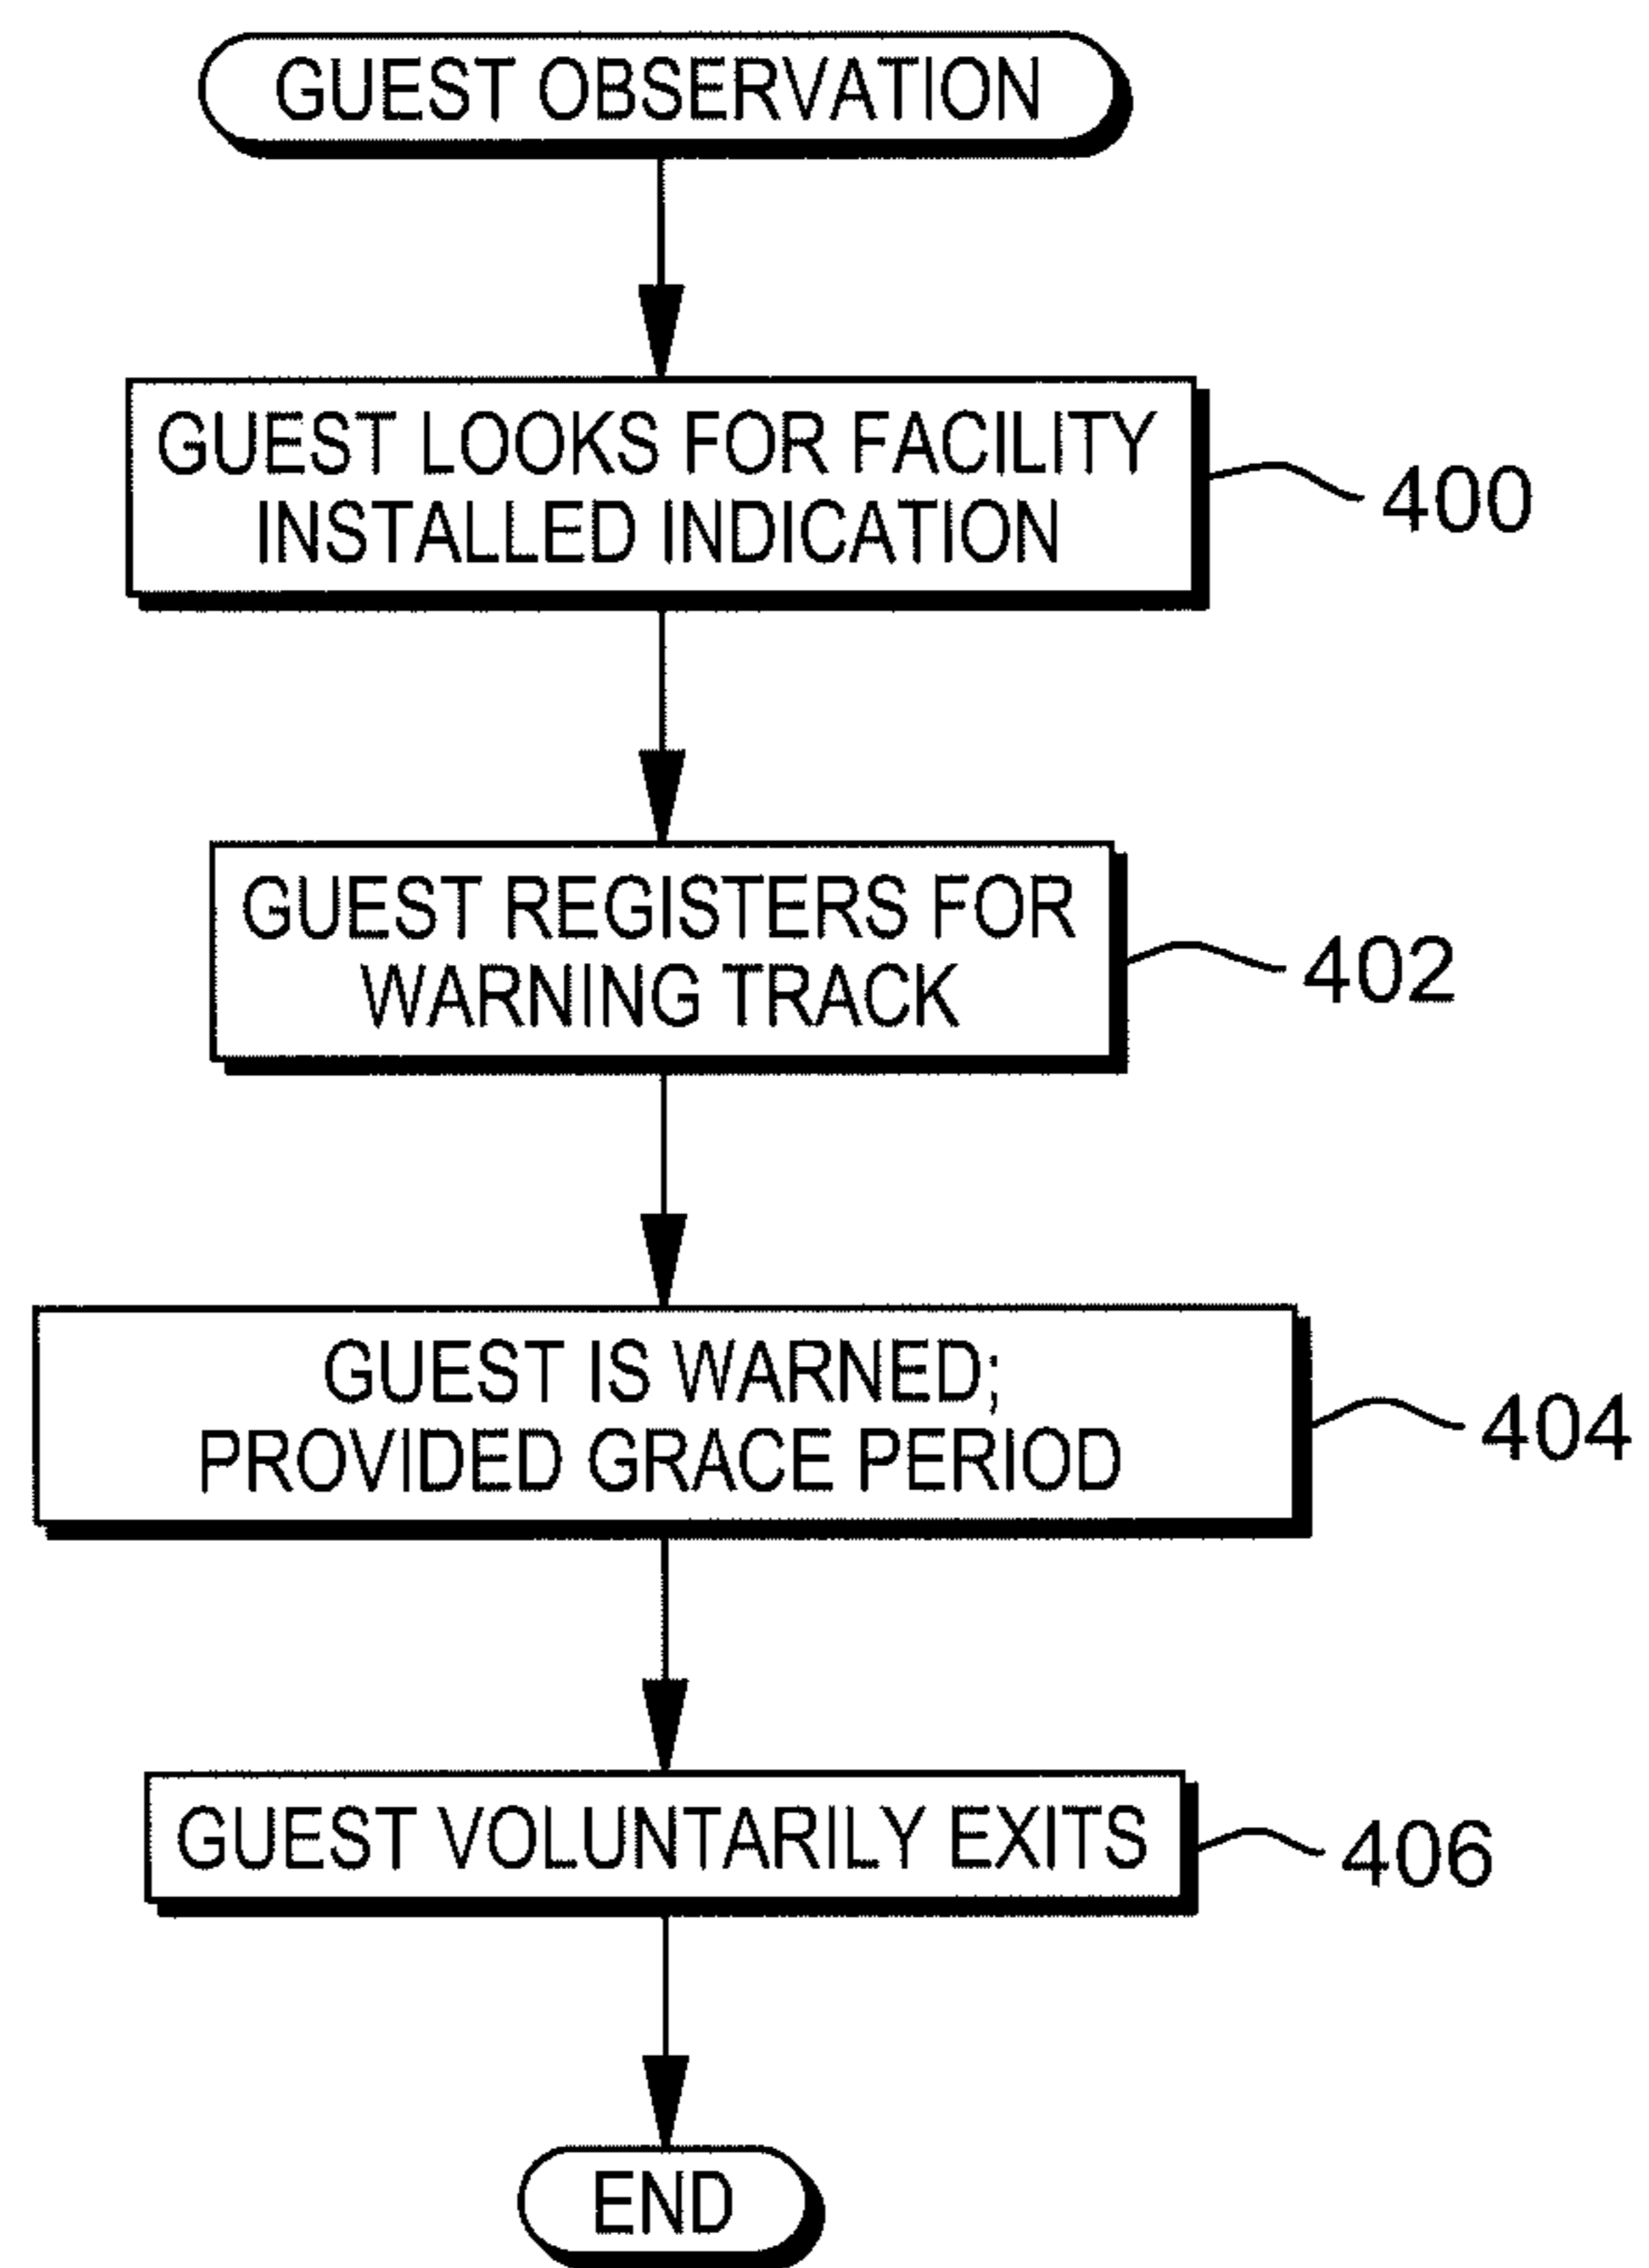 GUEST OBSERVATION
GUEST LOOKS FOR FACILITY
INSTALLED INDICATION
400
GUEST REGISTERS FOR
WARNING TRACK
402
GUEST IS WARNED;
PROVIDED GRACE PERIOD
404
GUEST VOLUNTARILY EXITS
406
END